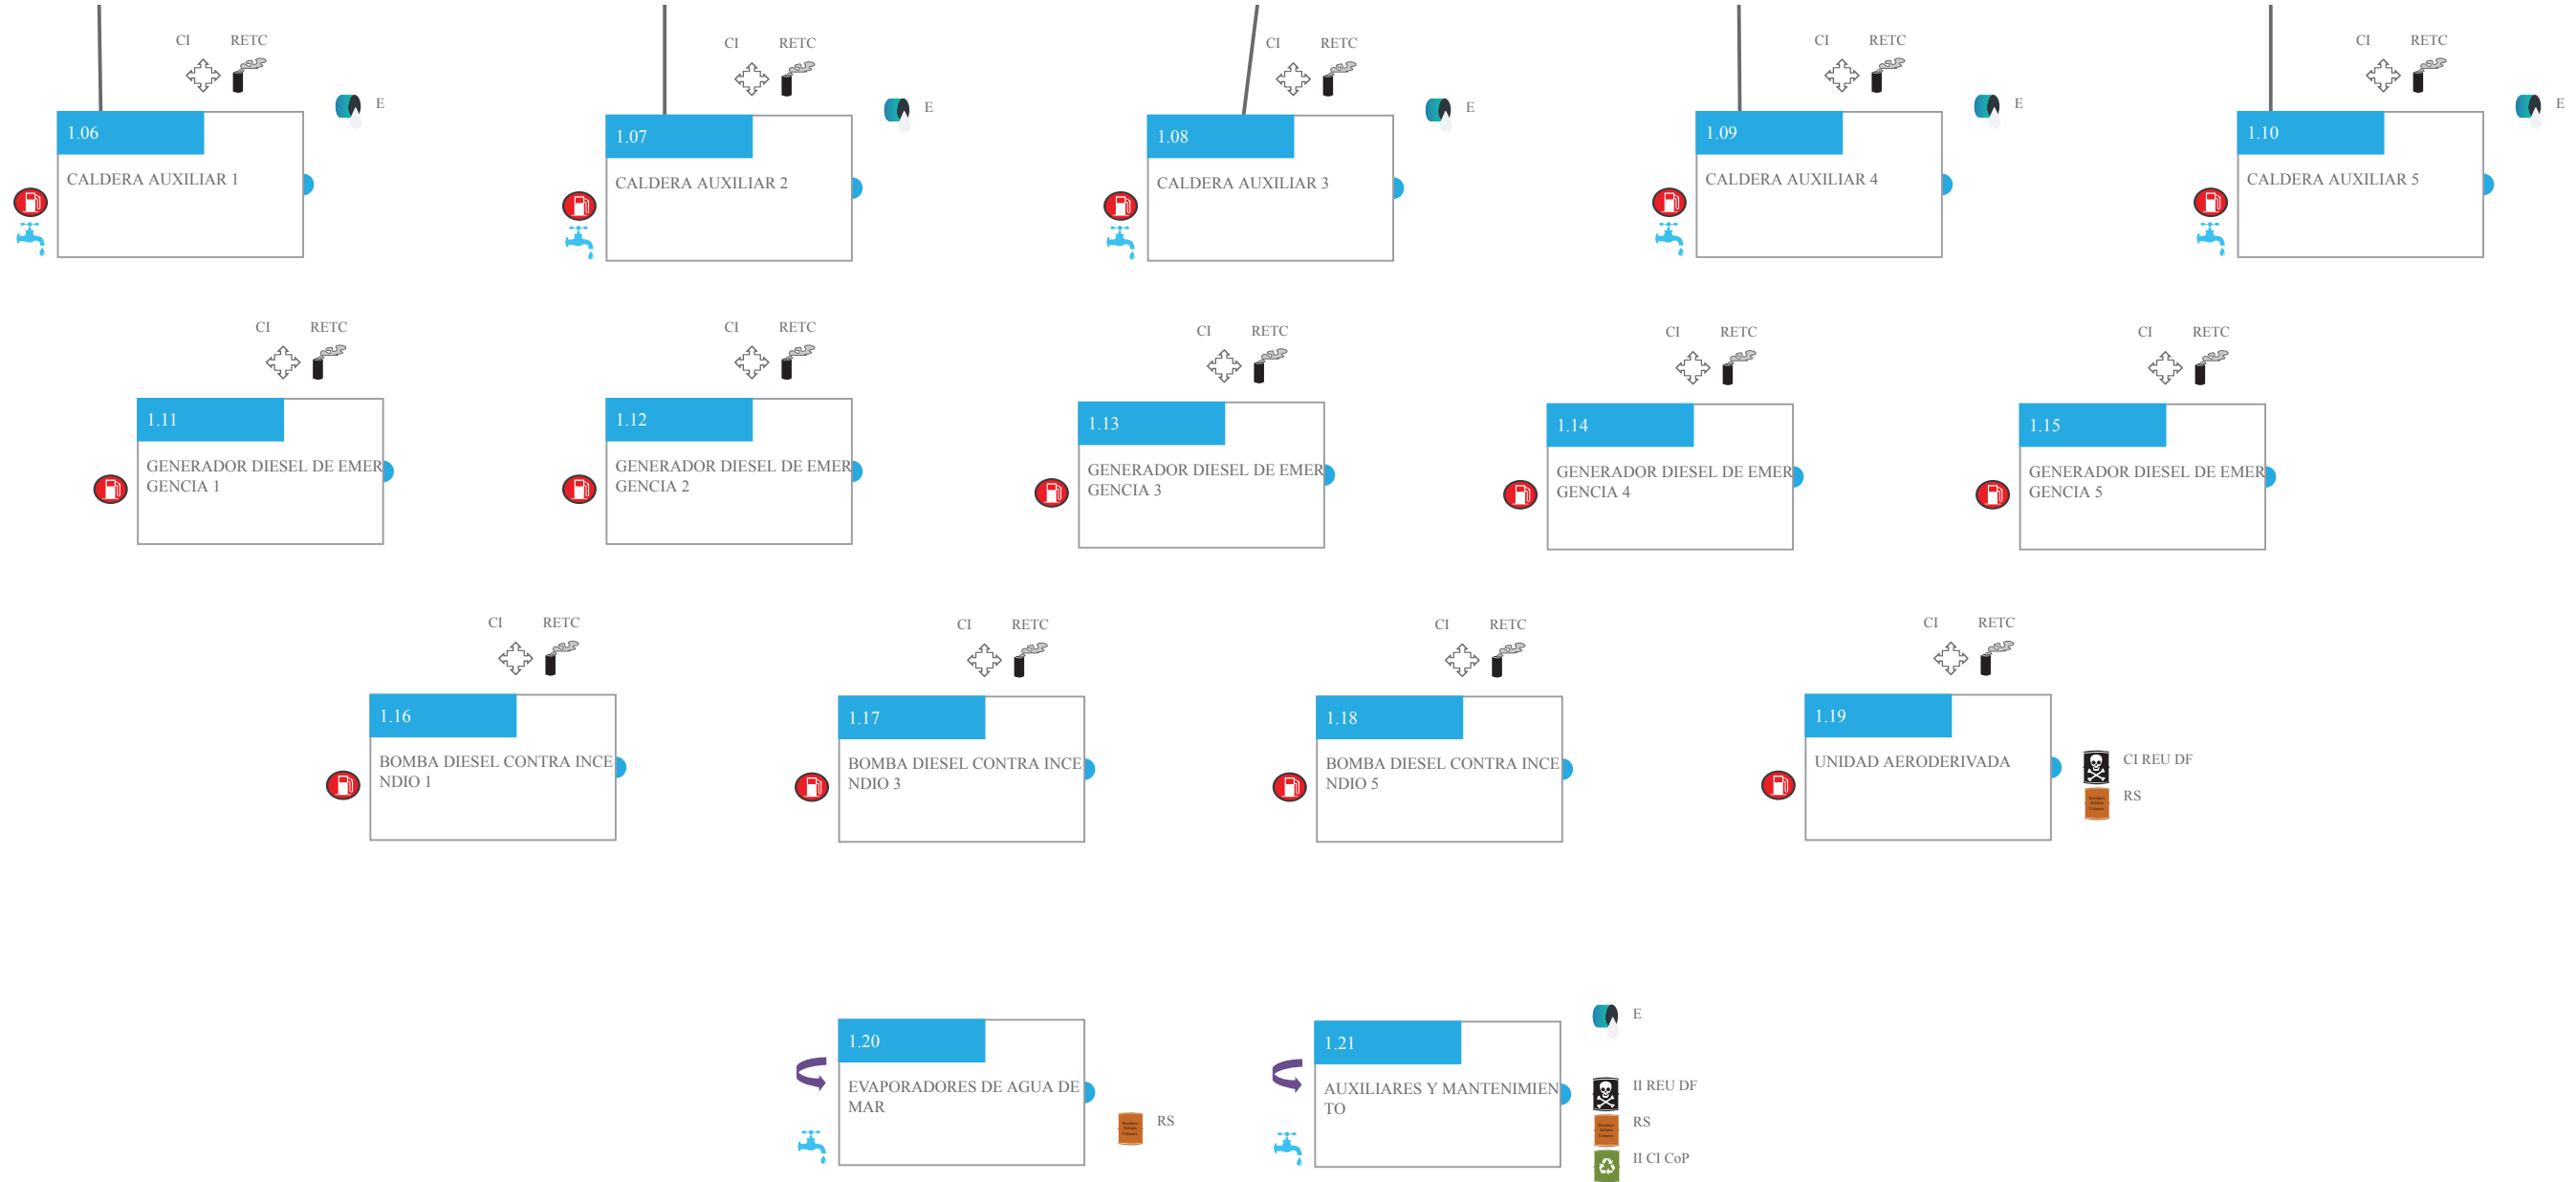 CI RETC
CI RETC
CI RETC
CI RETC
CI RETC
E
E
E
E
E
1.06
1.07
1.08
1.09
1.10
CALDERA AUXILIAR 1
CALDERA AUXILIAR 2
CALDERA AUXILIAR 3
CALDERA AUXILIAR 4
CALDERA AUXILIAR 5
CI RETC
CI RETC
CI RETC
CI RETC
CI RETC
1.11
GENERADOR DIESEL DE EMER
GENCIA 1
1.12
GENERADOR DIESEL DE EMER
GENCIA 2
1.13
GENERADOR DIESEL DE EMER
GENCIA 3
1.14
GENERADOR DIESEL DE EMER
GENCIA 4
1.15
GENERADOR DIESEL DE EMER
GENCIA 5
CI RETC
CI RETC
CI RETC
CI RETC
1.16
BOMBA DIESEL CONTRA INCE
NDIO 1
1.17
BOMBA DIESEL CONTRA INCE
NDIO 3
1.18
BOMBA DIESEL CONTRA INCE
NDIO 5
1.19
UNIDAD AERODERIVADA
CI REU DF
RS
1.20
EVAPORADORES DE AGUA DE
MAR
RS
1.21
AUXILIARES Y MANTENIMIEN
TO
E
II REU DF
RS
II CI CoP